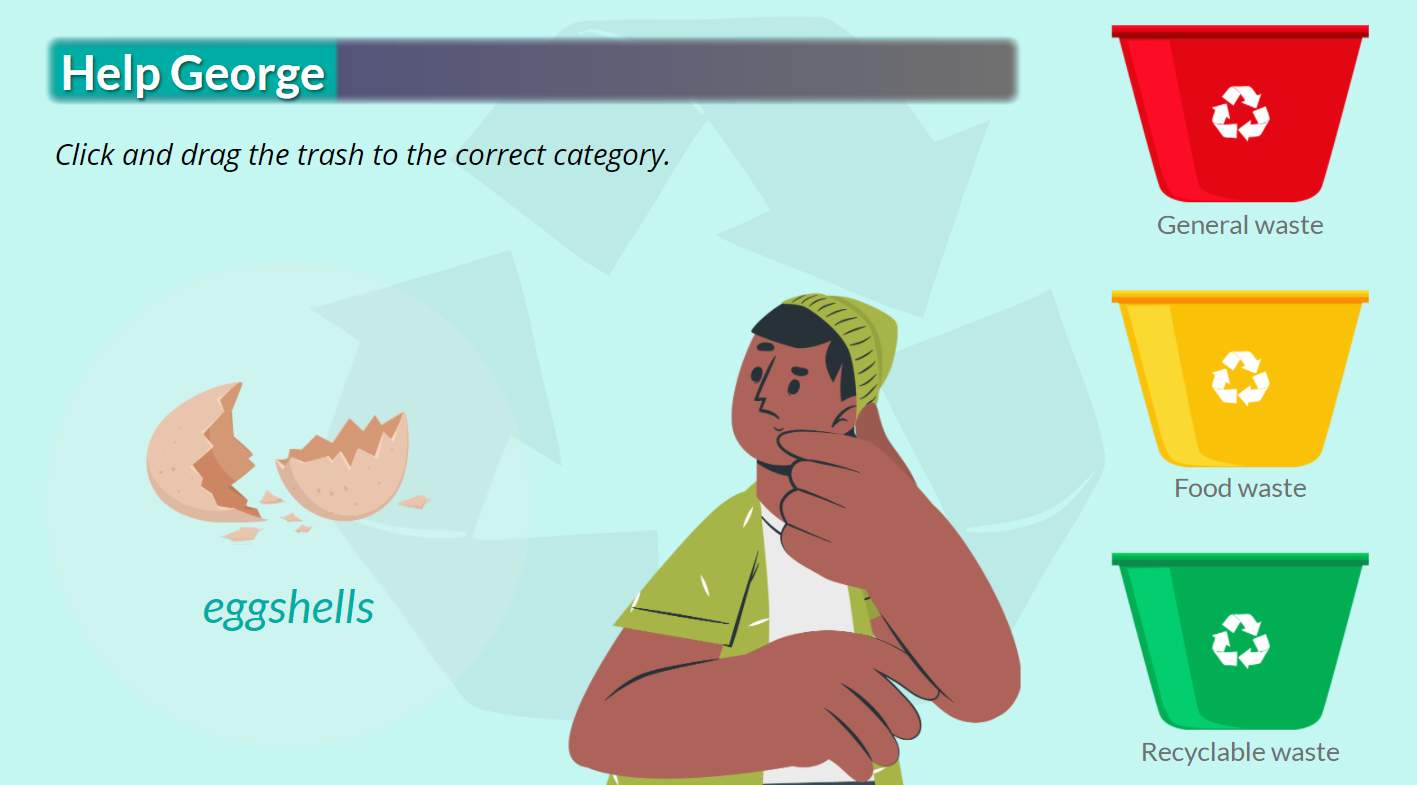 Help George
Click and drag the trash to the correct category.
eggshells
General waste
Food waste
Recyclable waste